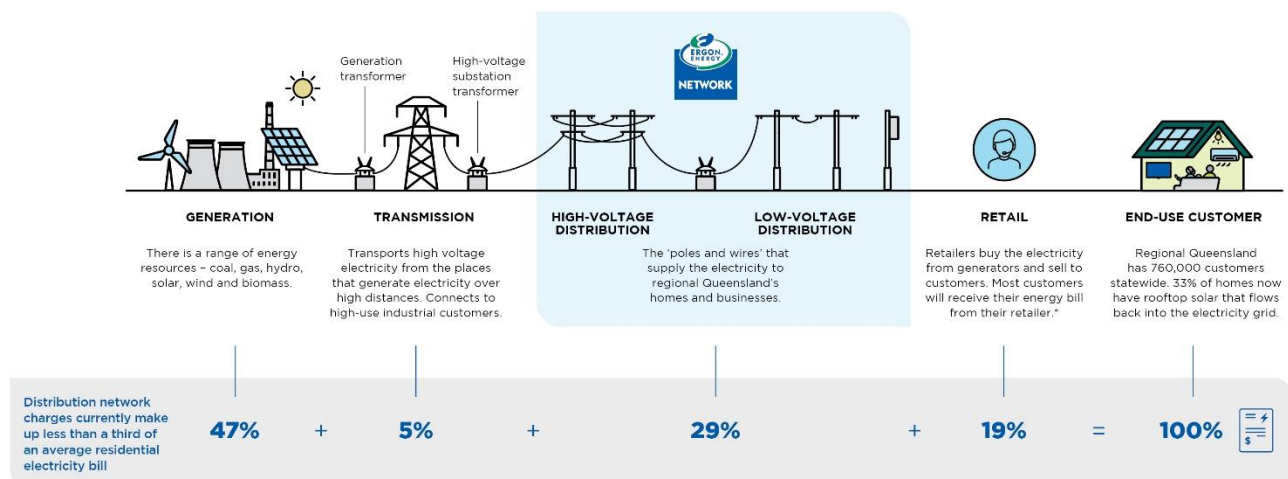 Generation
transformer
High-voltage
substation
transformer
ERGON.
ENERGY
NETWORK
GENERATION
There is a range of energy
resources – coal, gas, hydro,
solar, wind and biomass.
TRANSMISSION
Transports high voltage
electricity from the places
that generate electricity over
high distances. Connects to
high-use industrial customers.
HIGH-VOLTAGE
DISTRIBUTION
LOW-VOLTAGE
DISTRIBUTION
The ‘poles and wires’ that
supply the electricity to
regional Queensland’s
homes and businesses.
RETAIL
Retailers buy the electricity
from generators and sell to
customers. Most customers
will receive their energy bill
from their retailer.*
END-USE CUSTOMER
Regional Queensland
has 760,000 customers
statewide. 33% of homes now
have rooftop solar that flows
back into the electricity grid.
Distribution network
charges currently make
up less than a third of
an average residential
electricity bill
47% + 5% + 29% + 19% = 100%
$